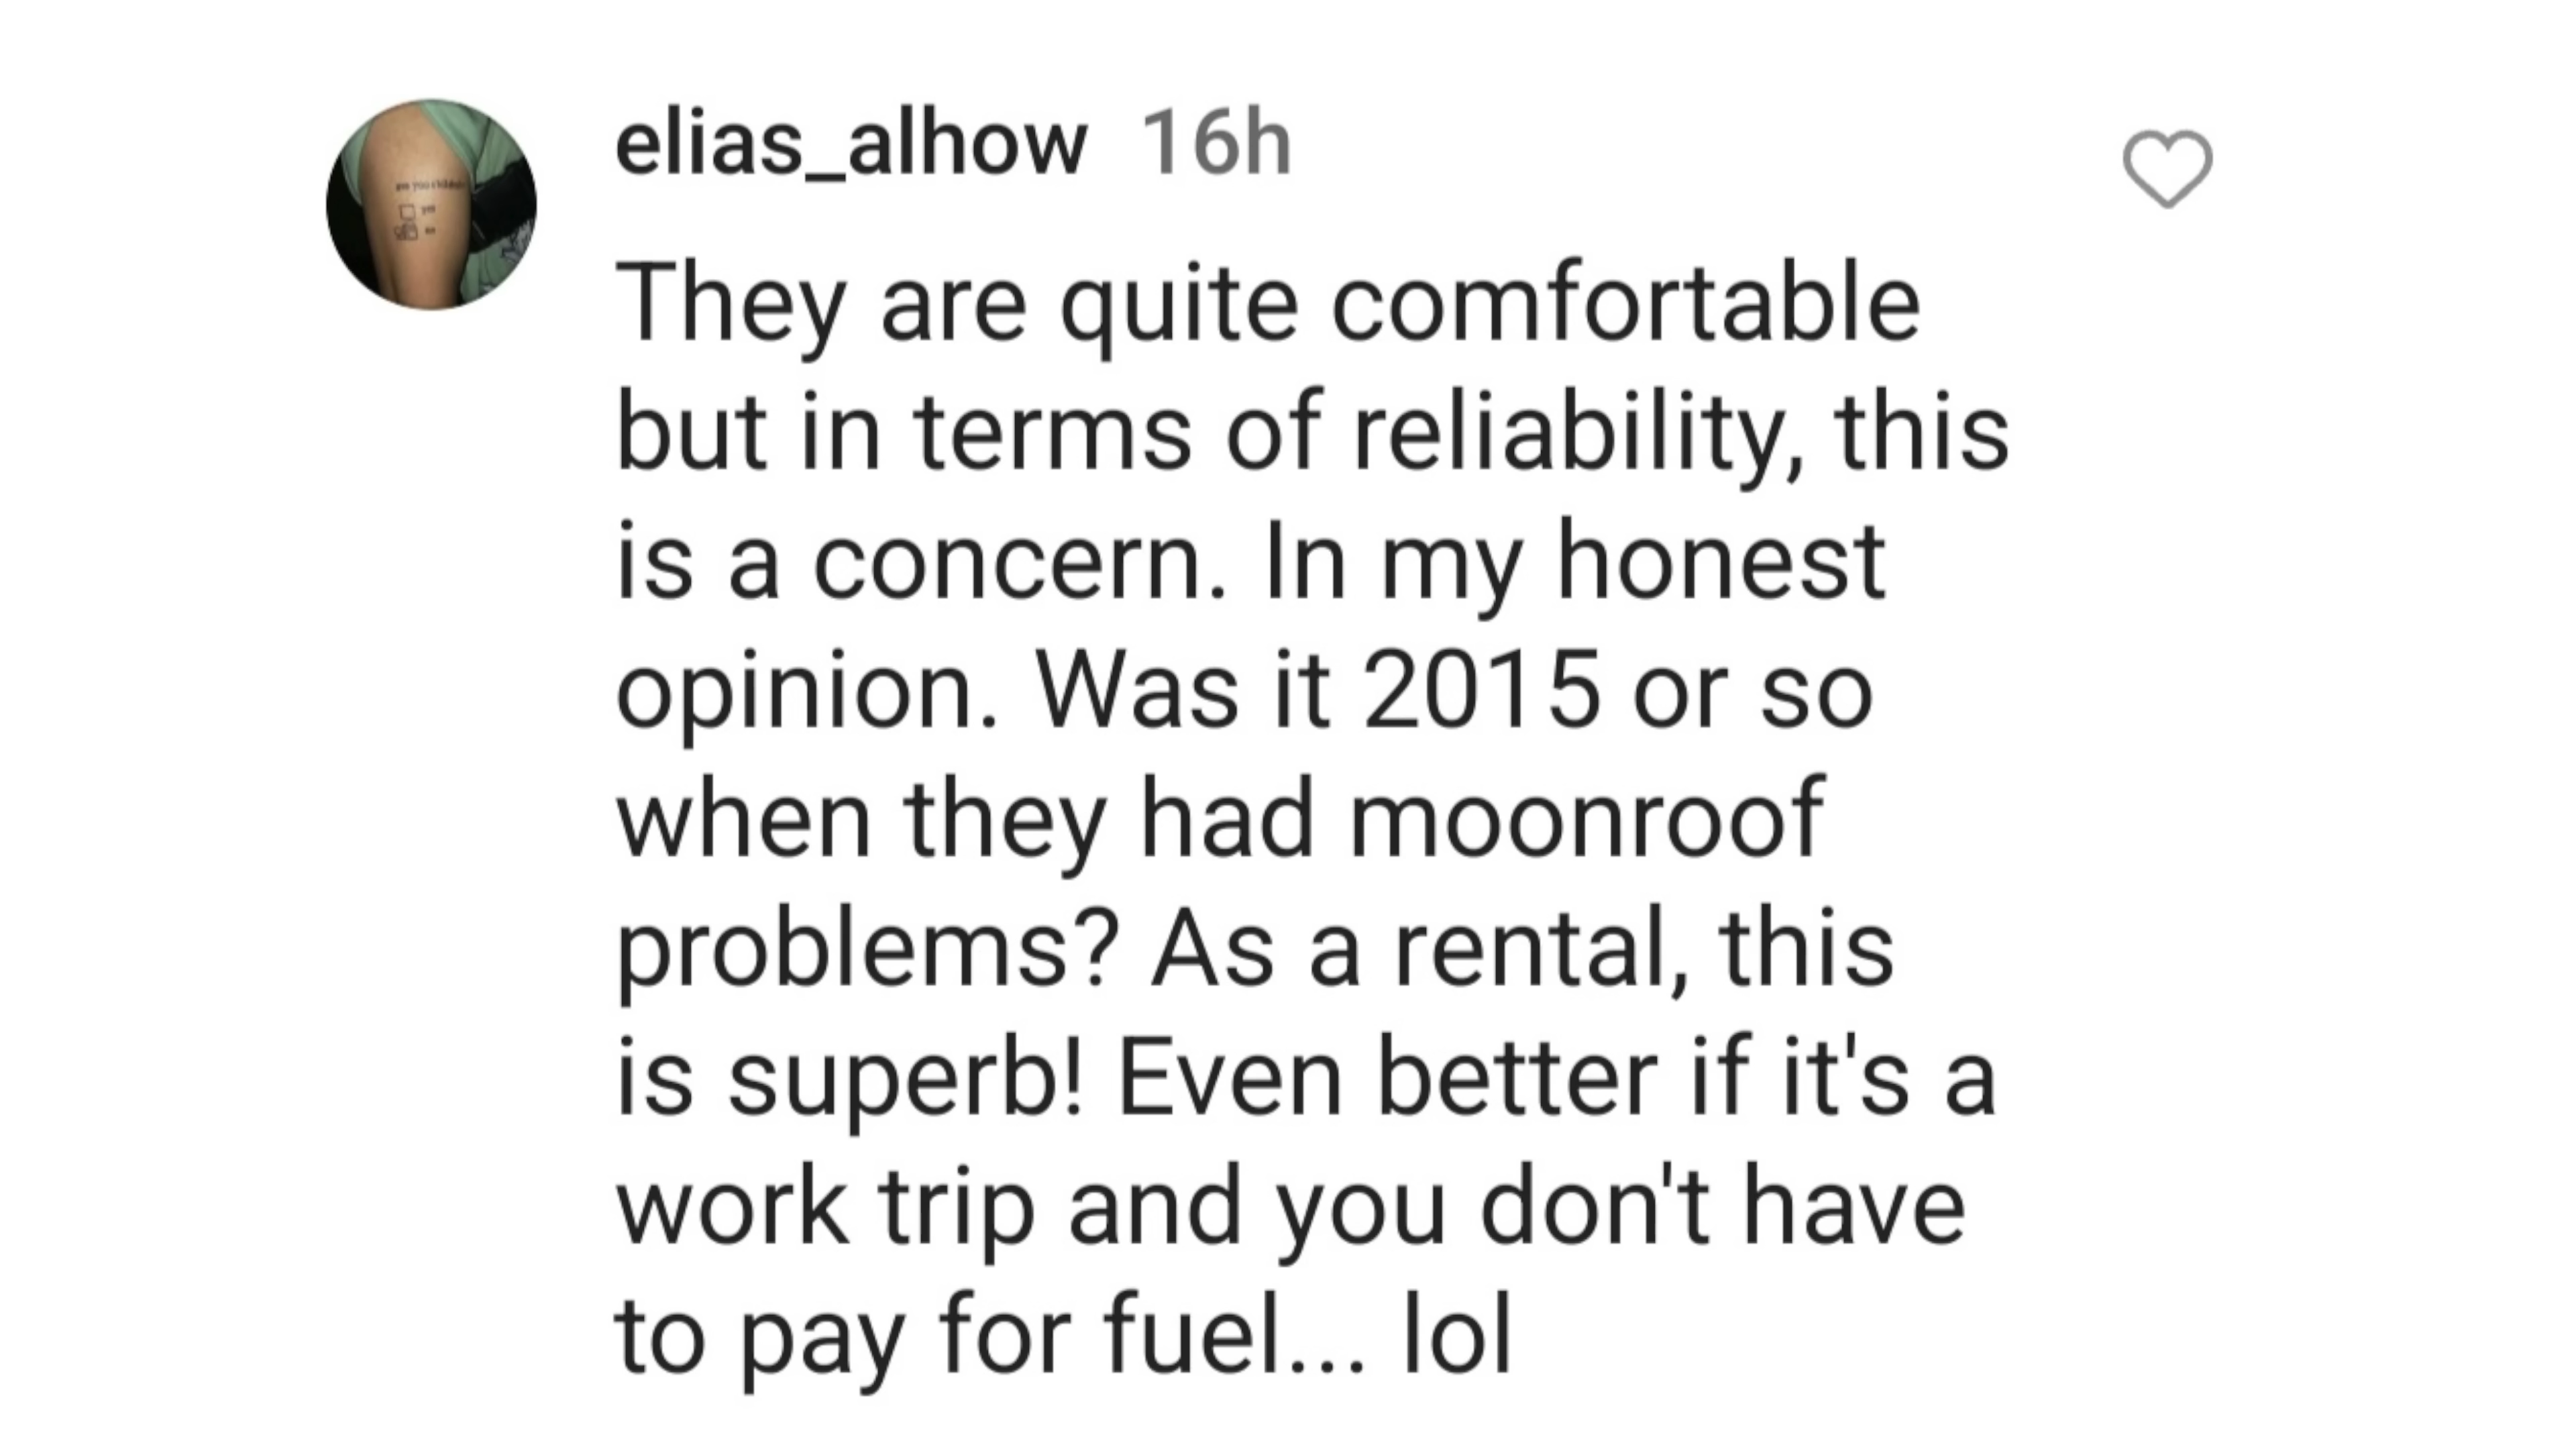 elias_alhow 16h
They are quite comfortable
but in terms of reliability, this
is a concern. In my honest
opinion. Was it 2015 or so
when they had moonroof
problems? As a rental, this
is superb! Even better if it's a
work trip and you don't have
to pay for fuel... lol